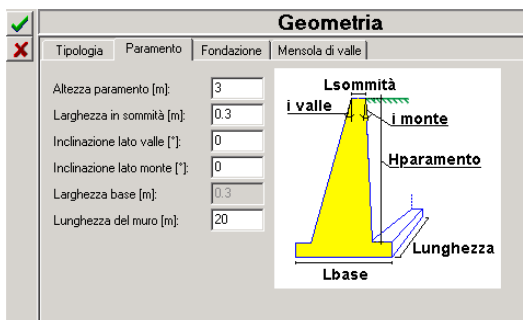 Geometria
Tipologia Paramento Fondazione Mensola di valle
Altezza paramento [m]: 3
Larghezza in sommità [m]: 0.3
Inclinazione lato valle [°]: 0
Inclinazione lato monte [°]: 0
Larghezza base [m]: 0.3
Lunghezza del muro [m]: 20
Lsommità
i valle
i monte
Hparamento
Lunghezza
Lbase